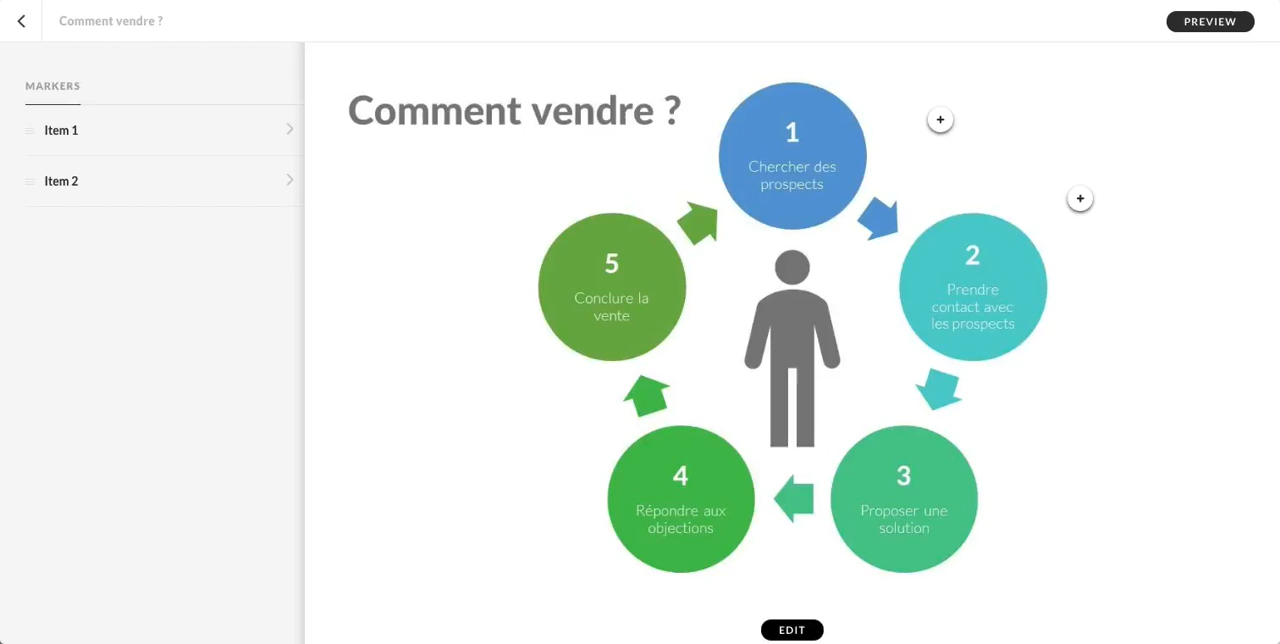 Comment vendre ?
PREVIEW
MARKERS
Item 1
Item 2
Comment vendre ?
1
Chercher des
prospects
+
+
2
Prendre
contact avec
les prospects
3
Proposer une
solution
4
Répondre aux
objections
5
Conclure la
vente
EDIT